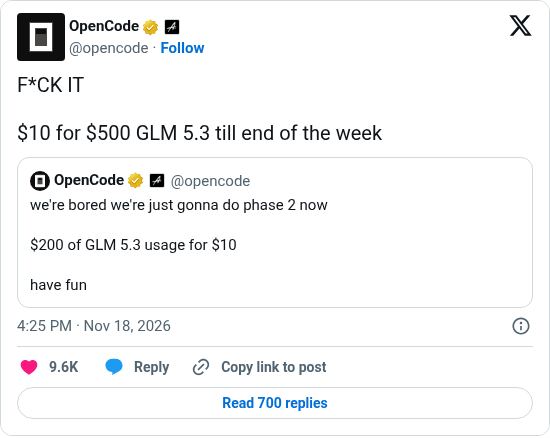 OpenCode
@opencode · Follow
F*CK IT
$10 for $500 GLM 5.3 till end of the week
OpenCode @opencode
we're bored we're just gonna do phase 2 now
$200 of GLM 5.3 usage for $10
have fun
4:25 PM · Nov 18, 2026
9.6K Reply Copy link to post
Read 700 replies